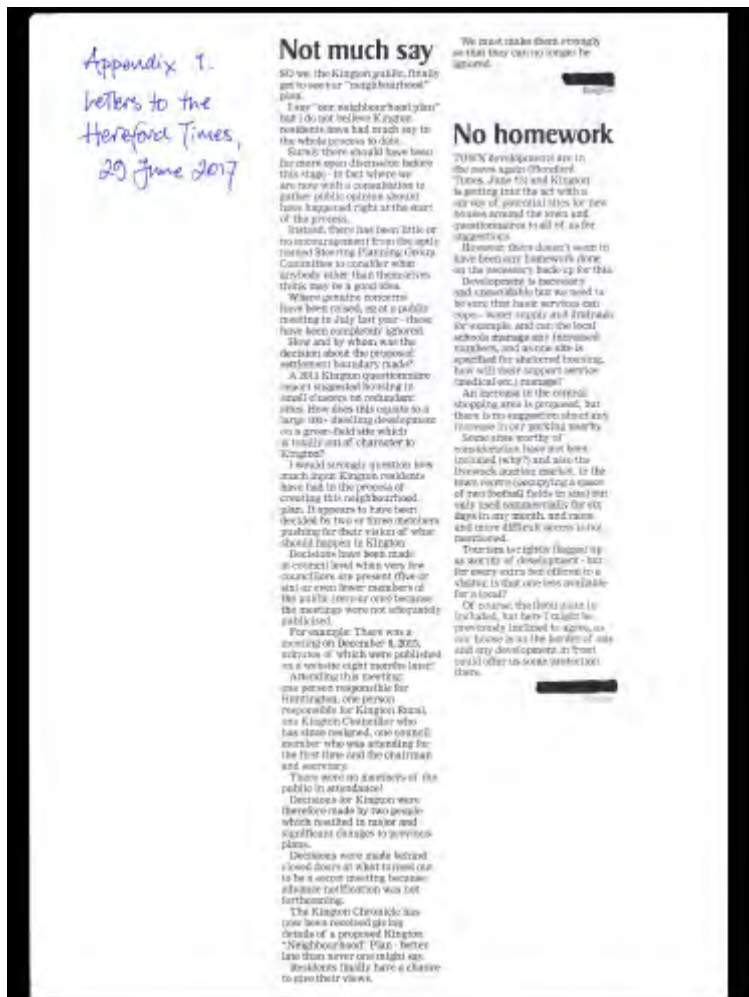 Appendix 1.
Letters to the
Hereford Times,
29 June 2017
Not much say
SO we, the Kington public, finally
get to see our "neighbourhood"
plan.
I say "our neighbourhood plan"
but I do not believe Kington
residents have had much say in
the whole process to date.
Surely there should have been
far more open discussion before
this stage - in fact where we
are now with a consultation to
gather public opinion should
have happened right at the start
of the process.
Instead, there has been little or
no encouragement from the aptly
named Steering Planning Group
Committee to consider what
anybody other than themselves
think may be a good idea.
Where genuine concerns
have been raised, eg at a public
meeting in July last year - these
have been completely ignored.
How and by whom was the
decision about the proposed
settlement boundary made?
A 2011 Kington questionnaire
report suggested housing in
small clusters on redundant
sites. How does this equate to a
large dwelling development
on a green-field site which
is totally out of character to
Kington?
I would strongly question how
much input Kington residents
have had in the process of
creating this neighbourhood
plan. It appears to have been
decided by two or three members
pushing for their vision of what
should happen in Kington
Decisions have been made
at council level when very few
councillors are present (five or
six) or even fewer members of
the public (zero or one) because
the meetings were not adequately
publicised.
For example: There was a
meeting on December 8, 2015,
minutes of which were published
on a website eight months later!
Attending this meeting:
one person responsible for
Huntington, one person
responsible for Kington Rural,
one Kington Councillor who
has since resigned, one council
member who was attending for
the first time and the chairman
and secretary.
There were no members of the
public in attendance!
Decisions for Kington were
therefore made by two people
which resulted in major and
significant changes to previous
plans.
Decisions were made behind
closed doors at what turned out
to be a secret meeting because
advance notification was not
forthcoming.
The Kington Chronicle has
now been received giving
details of a proposed Kington
"Neighbourhood" Plan - better
late than never one might say.
Residents finally have a chance
to give their views.
We must make them strongly
so that they can no longer be
ignored.
No homework
TOWN developments are in
the news again (Hereford
Times, June 15) and Kington
is getting into the act with a
survey of potential sites for new
houses around the town and
questionnaires to all of us for
suggestions.
However, there doesn't seem to
have been any homework done
on the necessary back-up for this.
Development is necessary
and unavoidable but we need to
be sure that basic services can
cope - water supply and drainage
for example, and can the local
schools manage any increased
numbers, and as one site is
specified for sheltered housing,
how will their support service
(medical etc.) manage?
An increase in the central
shopping area is proposed, but
there is no suggestion about any
increase in car parking nearby.
Some sites worthy of
consideration have not been
included (why?) and also the
livestock auction market, in the
town centre (occupying a space
of two football fields in size) but
only used commercially for six
days in any month, and more
and more difficult access is not
mentioned.
Tourism is rightly flagged up
as worthy of development - but
for every extra bed offered to a
visitor, is that one less available
for a local?
Of course, the flood plain is
included, but here I might be
previously inclined to agree, as
our house is on the border of one
and any development in front
could offer us some protection
there.